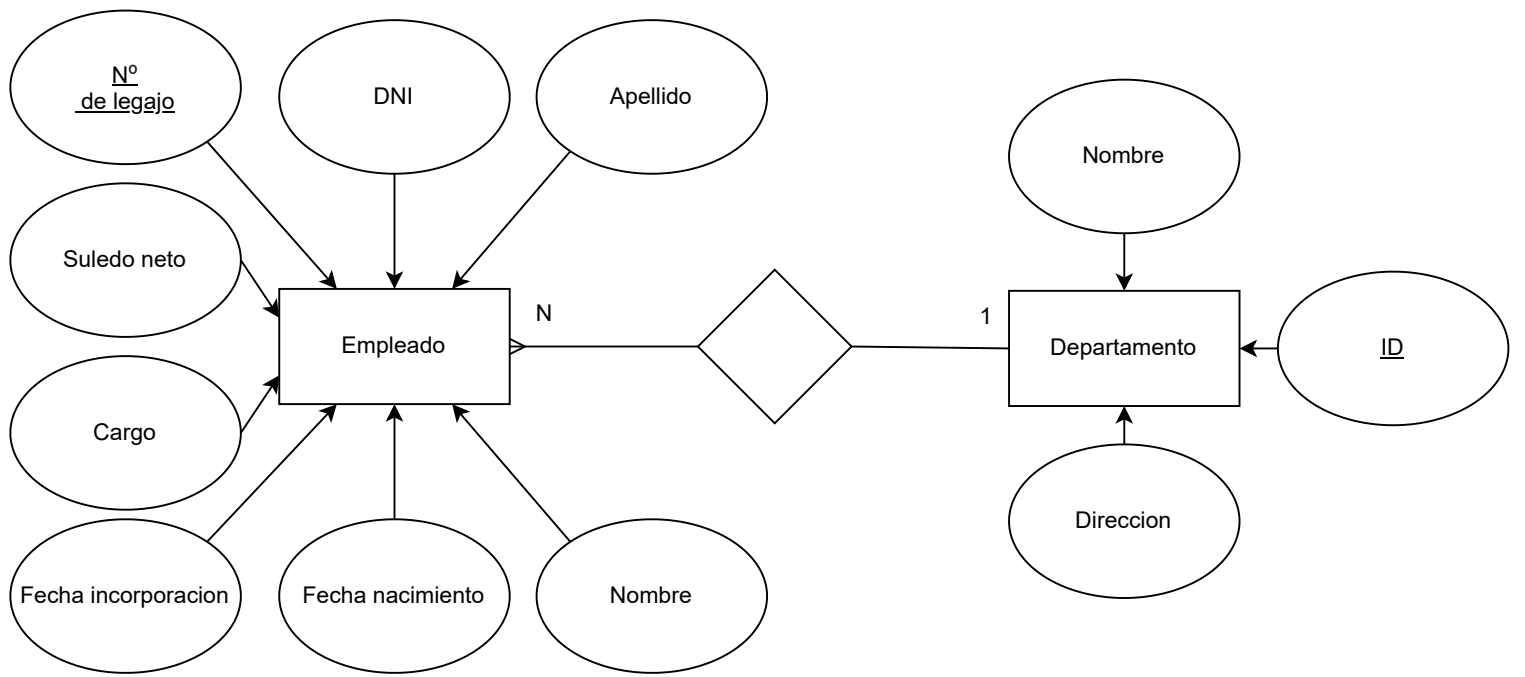 Nº
de legajo
DNI
Apellido
Nombre
Suledo neto
Empleado
N
1
Departamento
ID
Cargo
Direccion
Fecha incorporacion
Fecha nacimiento
Nombre